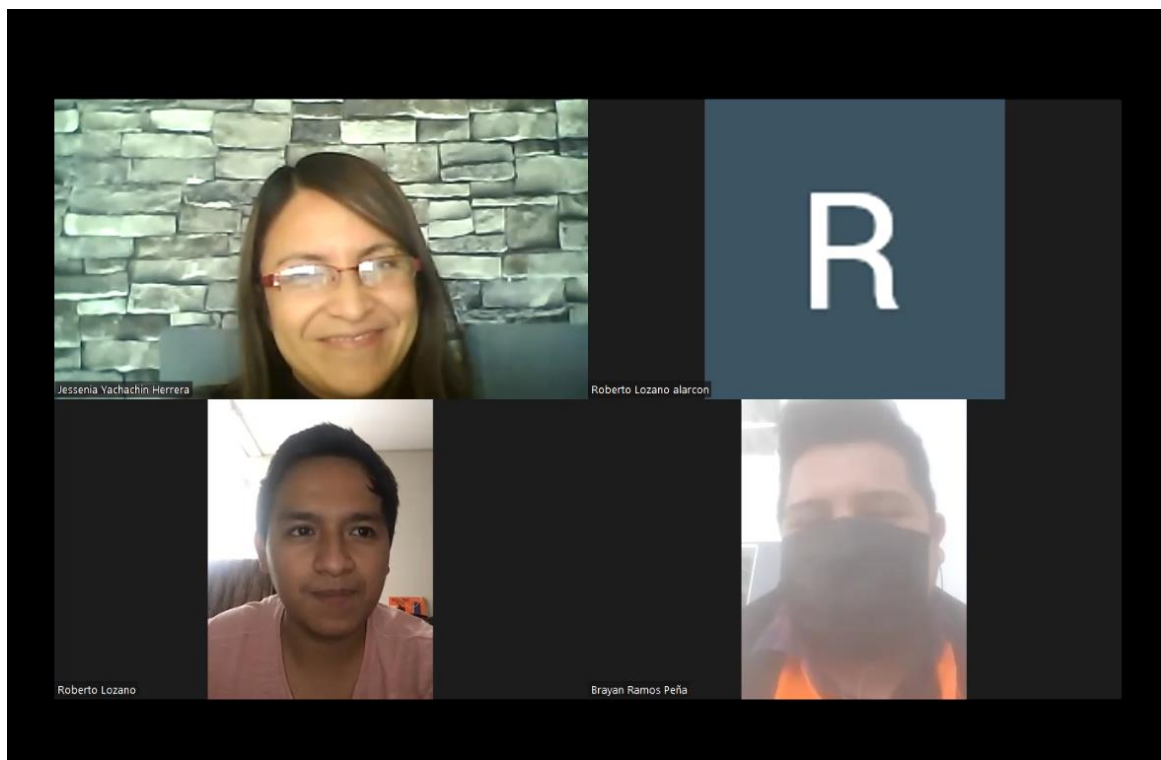 Jessenia Yachachin Herrera
R
Roberto Lozano alarcon
Roberto Lozano
Brayan Ramos Peña